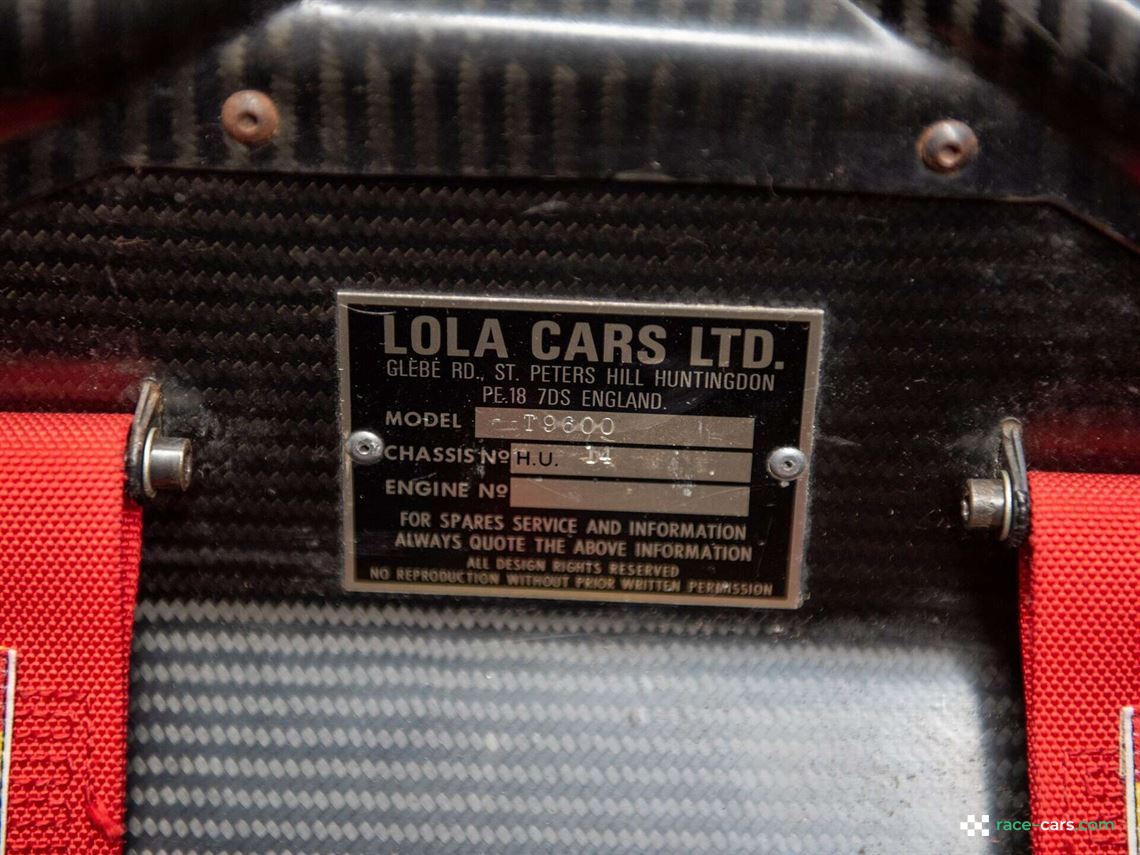 LOLA CARS LTD.
GLEBE RD., ST. PETERS HILL HUNTINGDON
PE.18 7DS ENGLAND.
MODEL T9600
CHASSIS Nº H.U. 14
ENGINE Nº
FOR SPARES SERVICE AND INFORMATION
ALWAYS QUOTE THE ABOVE INFORMATION
ALL DESIGN RIGHTS RESERVED
NO REPRODUCTION WITHOUT PRIOR WRITTEN PERMISSION
race-cars.com